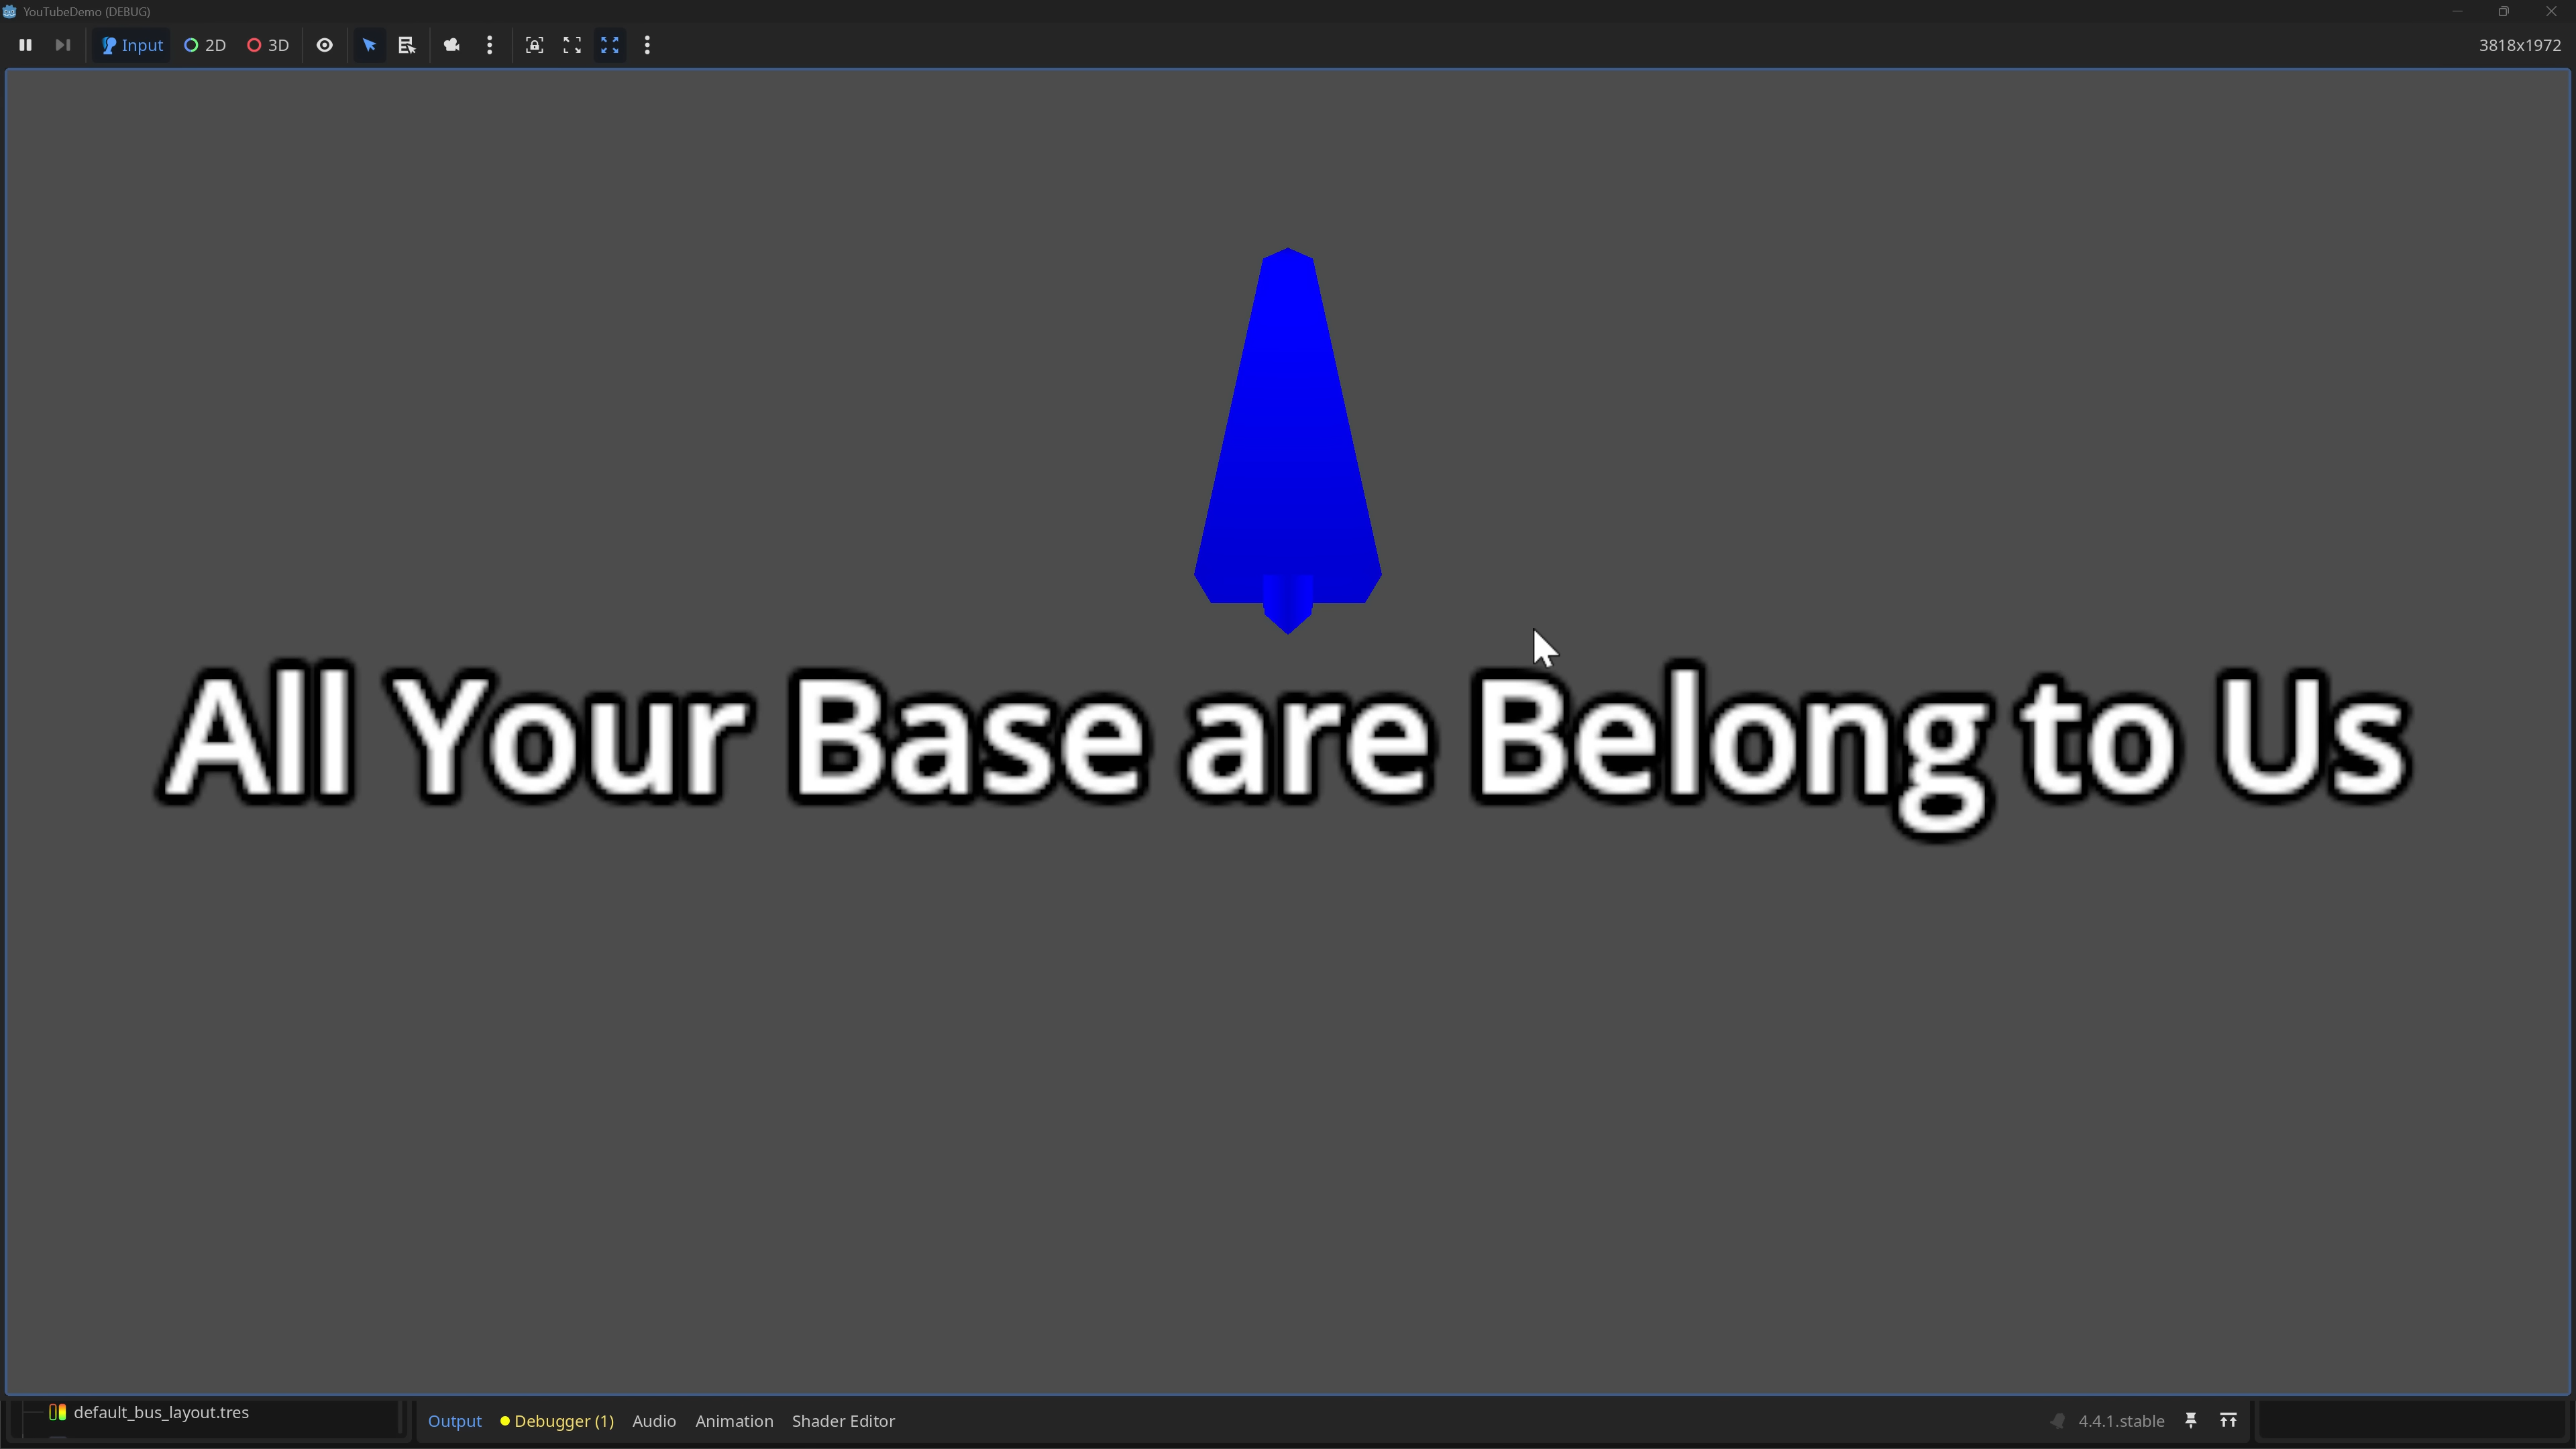 YouTubeDemo (DEBUG)
Input 2D 3D 3818x1972
All Your Base are Belong to Us
default_bus_layout.tres
Output Debugger (1) Audio Animation Shader Editor 4.4.1.stable